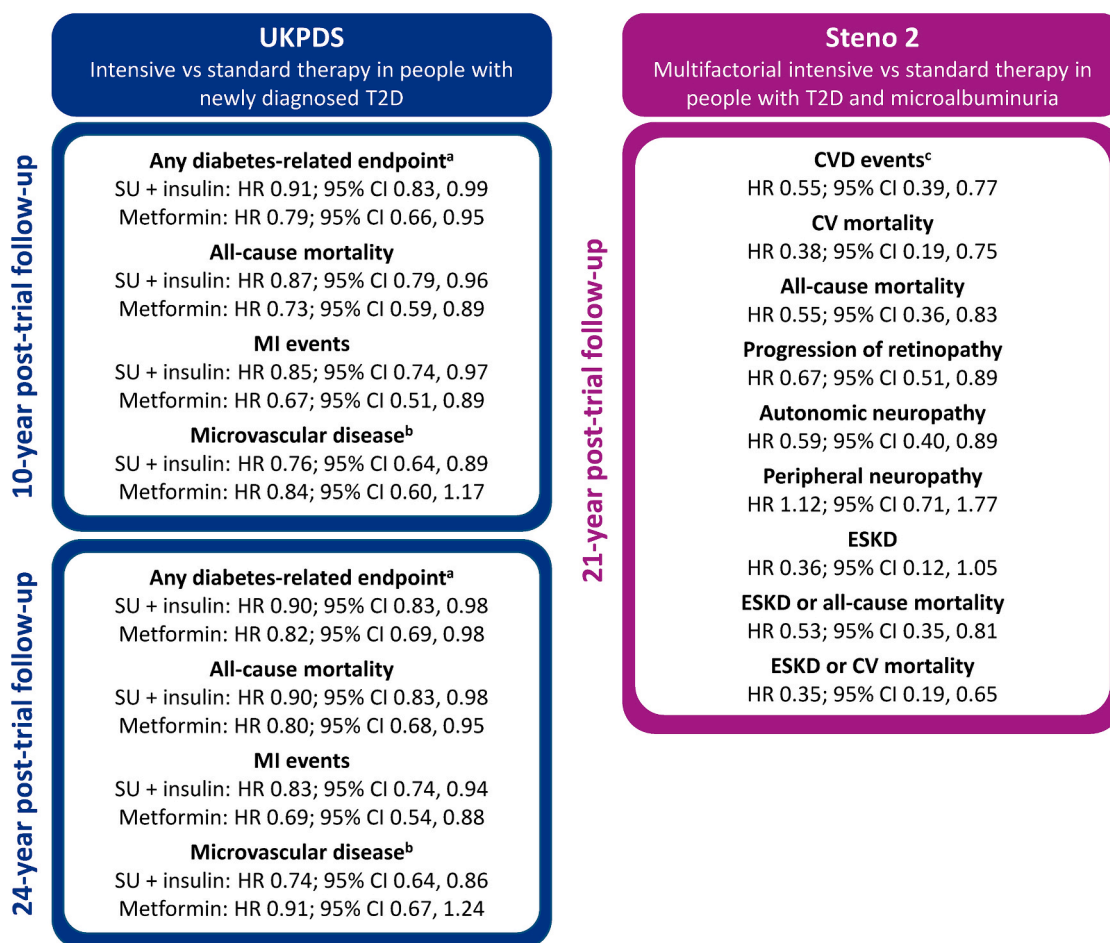 UKPDS
Intensive vs standard therapy in people with
newly diagnosed T2D
10-year post-trial follow-up
Any diabetes-related endpointᵃ
SU + insulin: HR 0.91; 95% CI 0.83, 0.99
Metformin: HR 0.79; 95% CI 0.66, 0.95
All-cause mortality
SU + insulin: HR 0.87; 95% CI 0.79, 0.96
Metformin: HR 0.73; 95% CI 0.59, 0.89
MI events
SU + insulin: HR 0.85; 95% CI 0.74, 0.97
Metformin: HR 0.67; 95% CI 0.51, 0.89
Microvascular diseaseᵇ
SU + insulin: HR 0.76; 95% CI 0.64, 0.89
Metformin: HR 0.84; 95% CI 0.60, 1.17
24-year post-trial follow-up
Any diabetes-related endpointᵃ
SU + insulin: HR 0.90; 95% CI 0.83, 0.98
Metformin: HR 0.82; 95% CI 0.69, 0.98
All-cause mortality
SU + insulin: HR 0.90; 95% CI 0.83, 0.98
Metformin: HR 0.80; 95% CI 0.68, 0.95
MI events
SU + insulin: HR 0.83; 95% CI 0.74, 0.94
Metformin: HR 0.69; 95% CI 0.54, 0.88
Microvascular diseaseᵇ
SU + insulin: HR 0.74; 95% CI 0.64, 0.86
Metformin: HR 0.91; 95% CI 0.67, 1.24
Steno 2
Multifactorial intensive vs standard therapy in
people with T2D and microalbuminuria
21-year post-trial follow-up
CVD eventsᶜ
HR 0.55; 95% CI 0.39, 0.77
CV mortality
HR 0.38; 95% CI 0.19, 0.75
All-cause mortality
HR 0.55; 95% CI 0.36, 0.83
Progression of retinopathy
HR 0.67; 95% CI 0.51, 0.89
Autonomic neuropathy
HR 0.59; 95% CI 0.40, 0.89
Peripheral neuropathy
HR 1.12; 95% CI 0.71, 1.77
ESKD
HR 0.36; 95% CI 0.12, 1.05
ESKD or all-cause mortality
HR 0.53; 95% CI 0.35, 0.81
ESKD or CV mortality
HR 0.35; 95% CI 0.19, 0.65